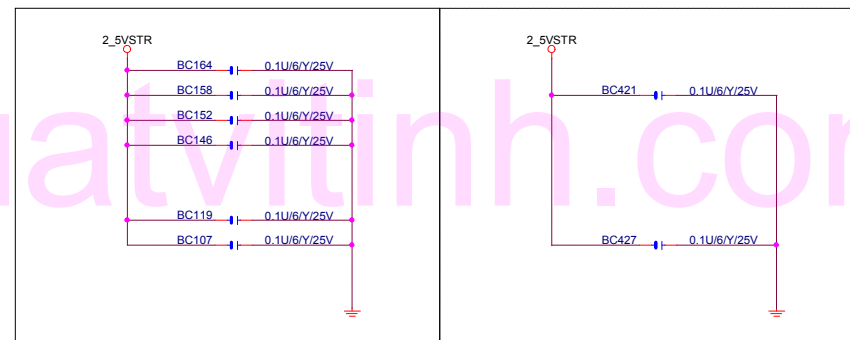 2_5VSTR
BC164 0.1U/6/Y/25V
BC158 0.1U/6/Y/25V
BC152 0.1U/6/Y/25V
BC146 0.1U/6/Y/25V
BC119 0.1U/6/Y/25V
BC107 0.1U/6/Y/25V
2_5VSTR
BC421 0.1U/6/Y/25V
BC427 0.1U/6/Y/25V
uatvitinh.com